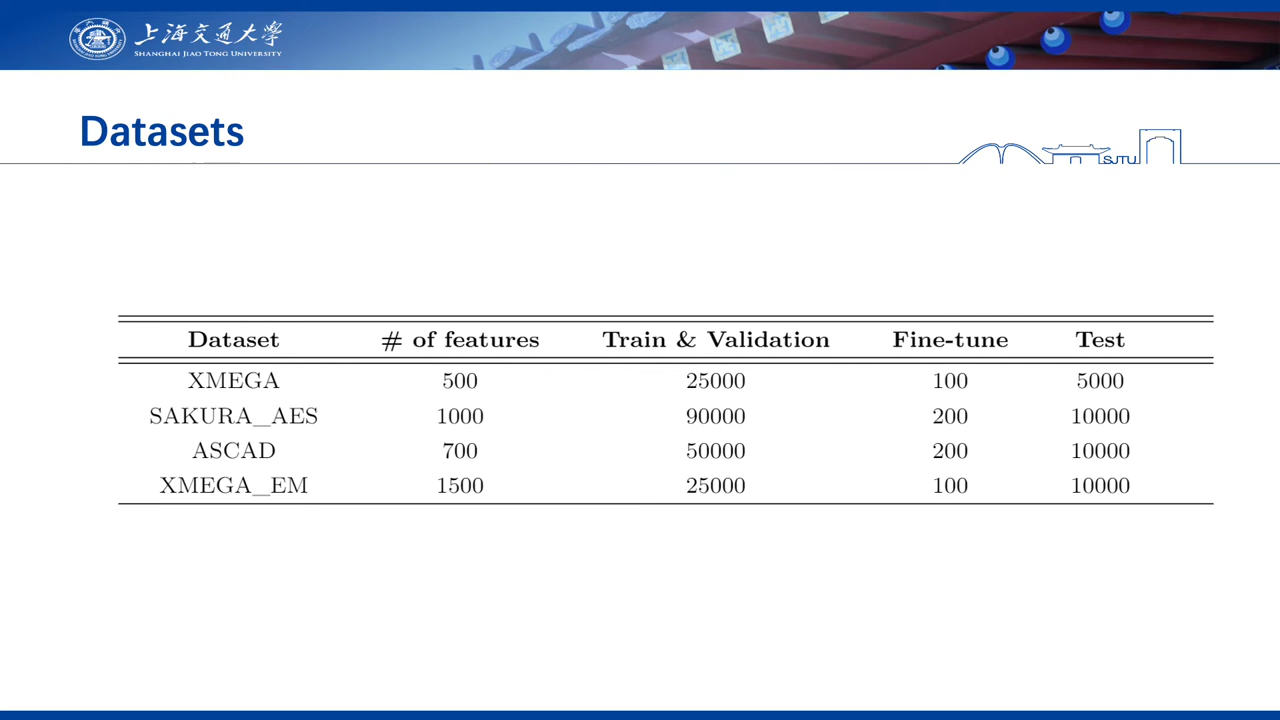 上海交通大学
SHANGHAI JIAO TONG UNIVERSITY
Datasets
SJTU
Dataset # of features Train & Validation Fine-tune Test
XMEGA 500 25000 100 5000
SAKURA_AES 1000 90000 200 10000
ASCAD 700 50000 200 10000
XMEGA_EM 1500 25000 100 10000